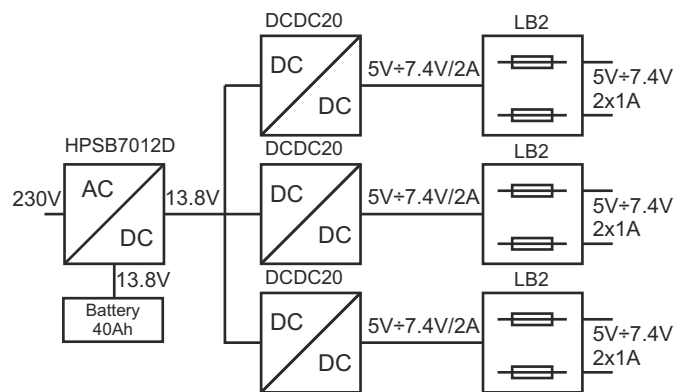 DCDC20
LB2
DC
DC
5V÷7.4V/2A
5V÷7.4V
2x1A
HPSB7012D
DCDC20
LB2
230V
AC
DC
13.8V
DC
DC
5V÷7.4V/2A
5V÷7.4V
2x1A
13.8V
Battery
40Ah
DCDC20
LB2
DC
DC
5V÷7.4V/2A
5V÷7.4V
2x1A